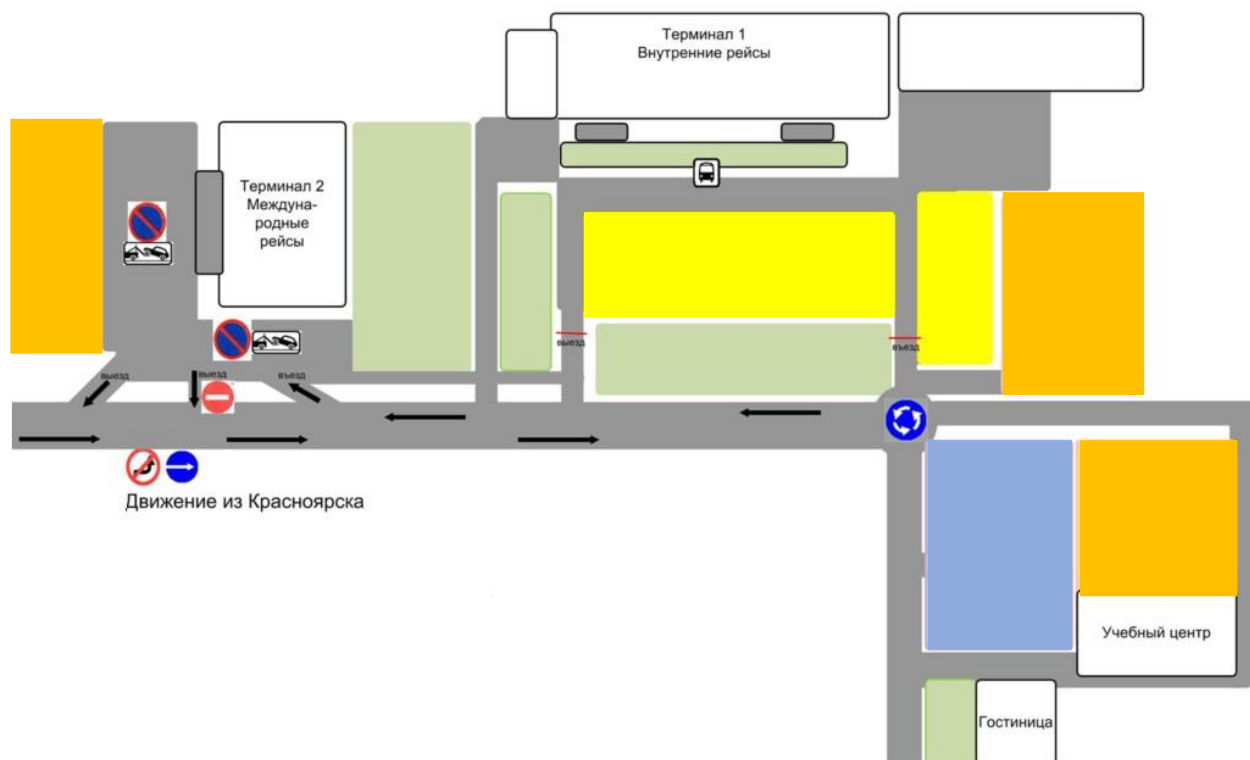 Терминал 1
Внутренние рейсы
Терминал 2
Междуна-
родные
рейсы
выезд
въезд
выезд
выезд
въезд
Движение из Красноярска
Учебный центр
Гостиница